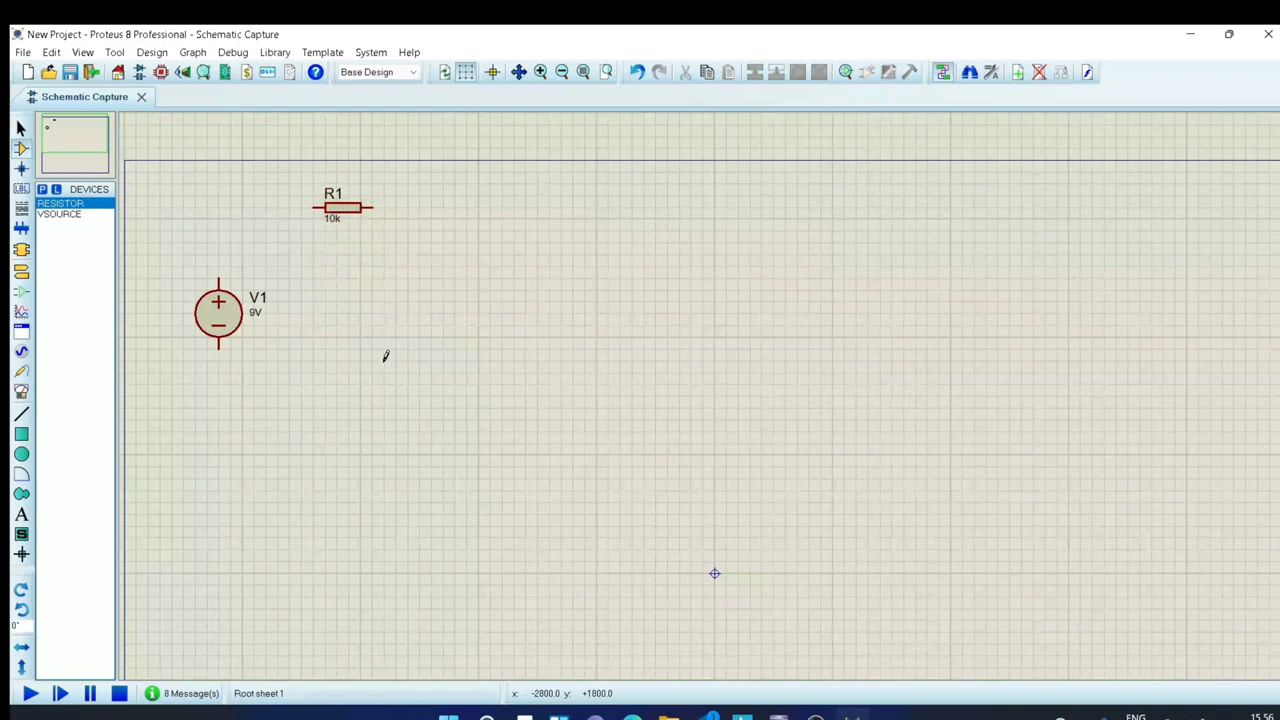 New Project - Proteus 8 Professional - Schematic Capture
File Edit View Tool Design Graph Debug Library Template System Help
Base Design
Schematic Capture
P L DEVICES
RESISTOR
VSOURCE
R1
10k
V1
9V
LBL
A
S
0°
8 Message(s) Root sheet 1 x: -2800.0 y: +1800.0
ENG 15.56